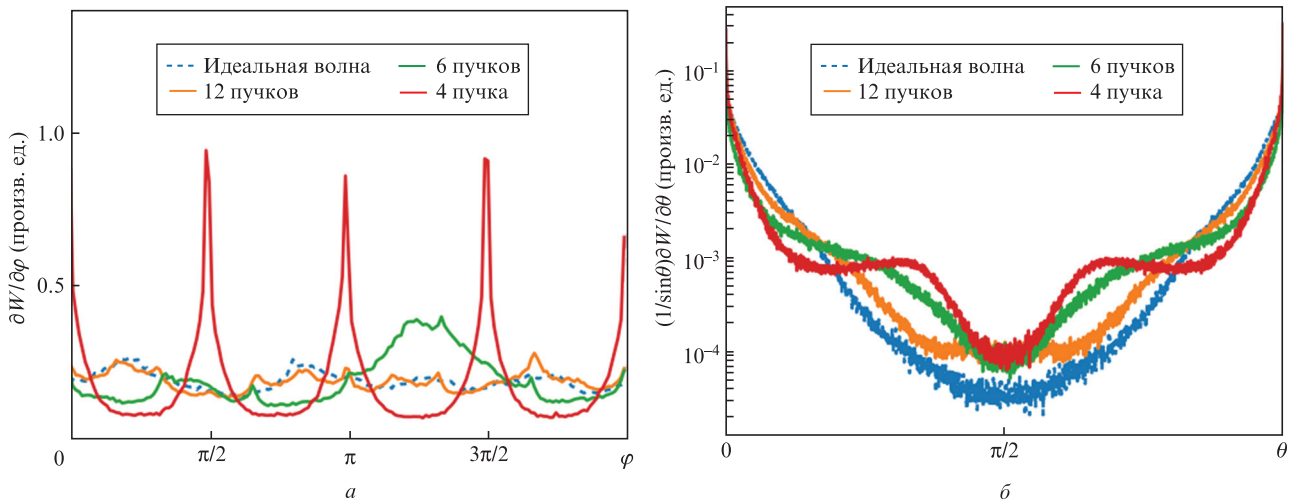 Идеальная волна
12 пучков
6 пучков
4 пучка
∂W/∂φ (произв. ед.)
1.0
0.5
0
π/2
π
3π/2
φ
а
Идеальная волна
12 пучков
6 пучков
4 пучка
(1/sinθ)∂W/∂θ (произв. ед.)
10⁻¹
10⁻²
10⁻³
10⁻⁴
0
π/2
θ
б